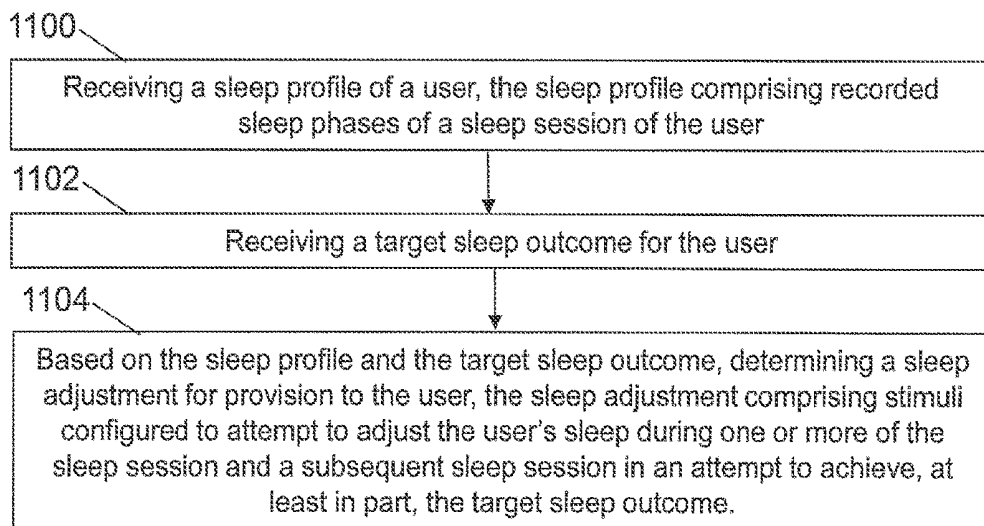 1100
Receiving a sleep profile of a user, the sleep profile comprising recorded
sleep phases of a sleep session of the user
1102
Receiving a target sleep outcome for the user
1104
Based on the sleep profile and the target sleep outcome, determining a sleep
adjustment for provision to the user, the sleep adjustment comprising stimuli
configured to attempt to adjust the user's sleep during one or more of the
sleep session and a subsequent sleep session in an attempt to achieve, at
least in part, the target sleep outcome.